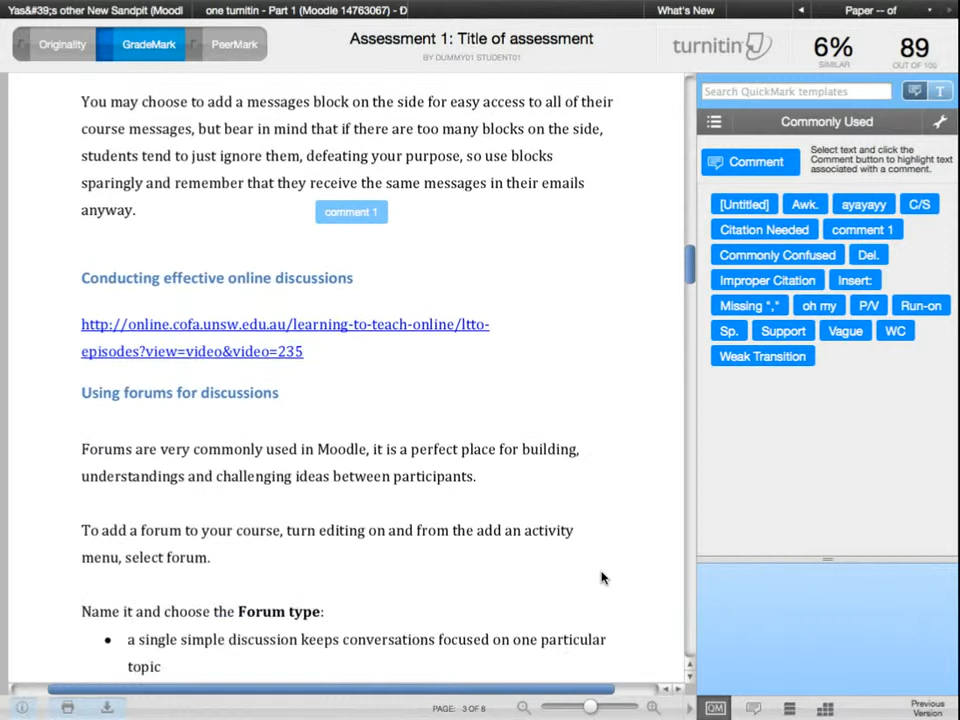 Yas&#39;s other New Sandpit (Moodl
one turnitin - Part 1 (Moodle 14763067) - D
What's New
Paper -- of
Originality
GradeMark
PeerMark
Assessment 1: Title of assessment
BY DUMMY01 STUDENT01
turnitin
6%
SIMILAR
89
OUT OF 100
You may choose to add a messages block on the side for easy access to all of their
course messages, but bear in mind that if there are too many blocks on the side,
students tend to just ignore them, defeating your purpose, so use blocks
sparingly and remember that they receive the same messages in their emails
anyway.
comment 1
Conducting effective online discussions
http://online.cofa.unsw.edu.au/learning-to-teach-online/ltto-
episodes?view=video&video=235
Using forums for discussions
Forums are very commonly used in Moodle, it is a perfect place for building,
understandings and challenging ideas between participants.
To add a forum to your course, turn editing on and from the add an activity
menu, select forum.
Name it and choose the Forum type:
• a single simple discussion keeps conversations focused on one particular
topic
Search QuickMark templates
T
Commonly Used
Comment
Select text and click the
Comment button to highlight text
associated with a comment.
[Untitled]
Awk.
ayayayy
C/S
Citation Needed
comment 1
Commonly Confused
Del.
Improper Citation
Insert:
Missing ","
oh my
P/V
Run-on
Sp.
Support
Vague
WC
Weak Transition
PAGE: 3 OF 8
QM
Previous
Version